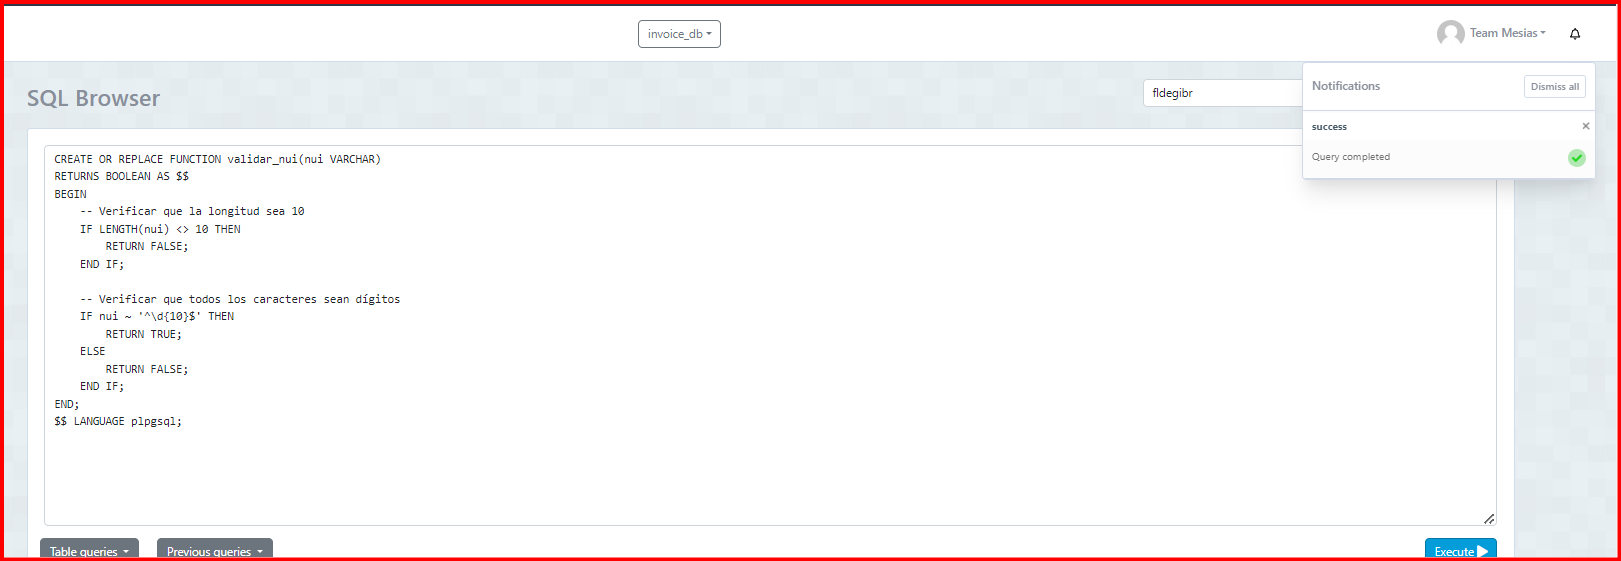 invoice_db
Team Mesias
SQL Browser
fldegibr
Notifications
Dismiss all
success
Query completed
CREATE OR REPLACE FUNCTION validar_nui(nui VARCHAR)
RETURNS BOOLEAN AS $$
BEGIN
    -- Verificar que la longitud sea 10
    IF LENGTH(nui) <> 10 THEN
        RETURN FALSE;
    END IF;

    -- Verificar que todos los caracteres sean dígitos
    IF nui ~ '^\d{10}$' THEN
        RETURN TRUE;
    ELSE
        RETURN FALSE;
    END IF;
END;
$$ LANGUAGE plpgsql;
Table queries
Previous queries
Execute